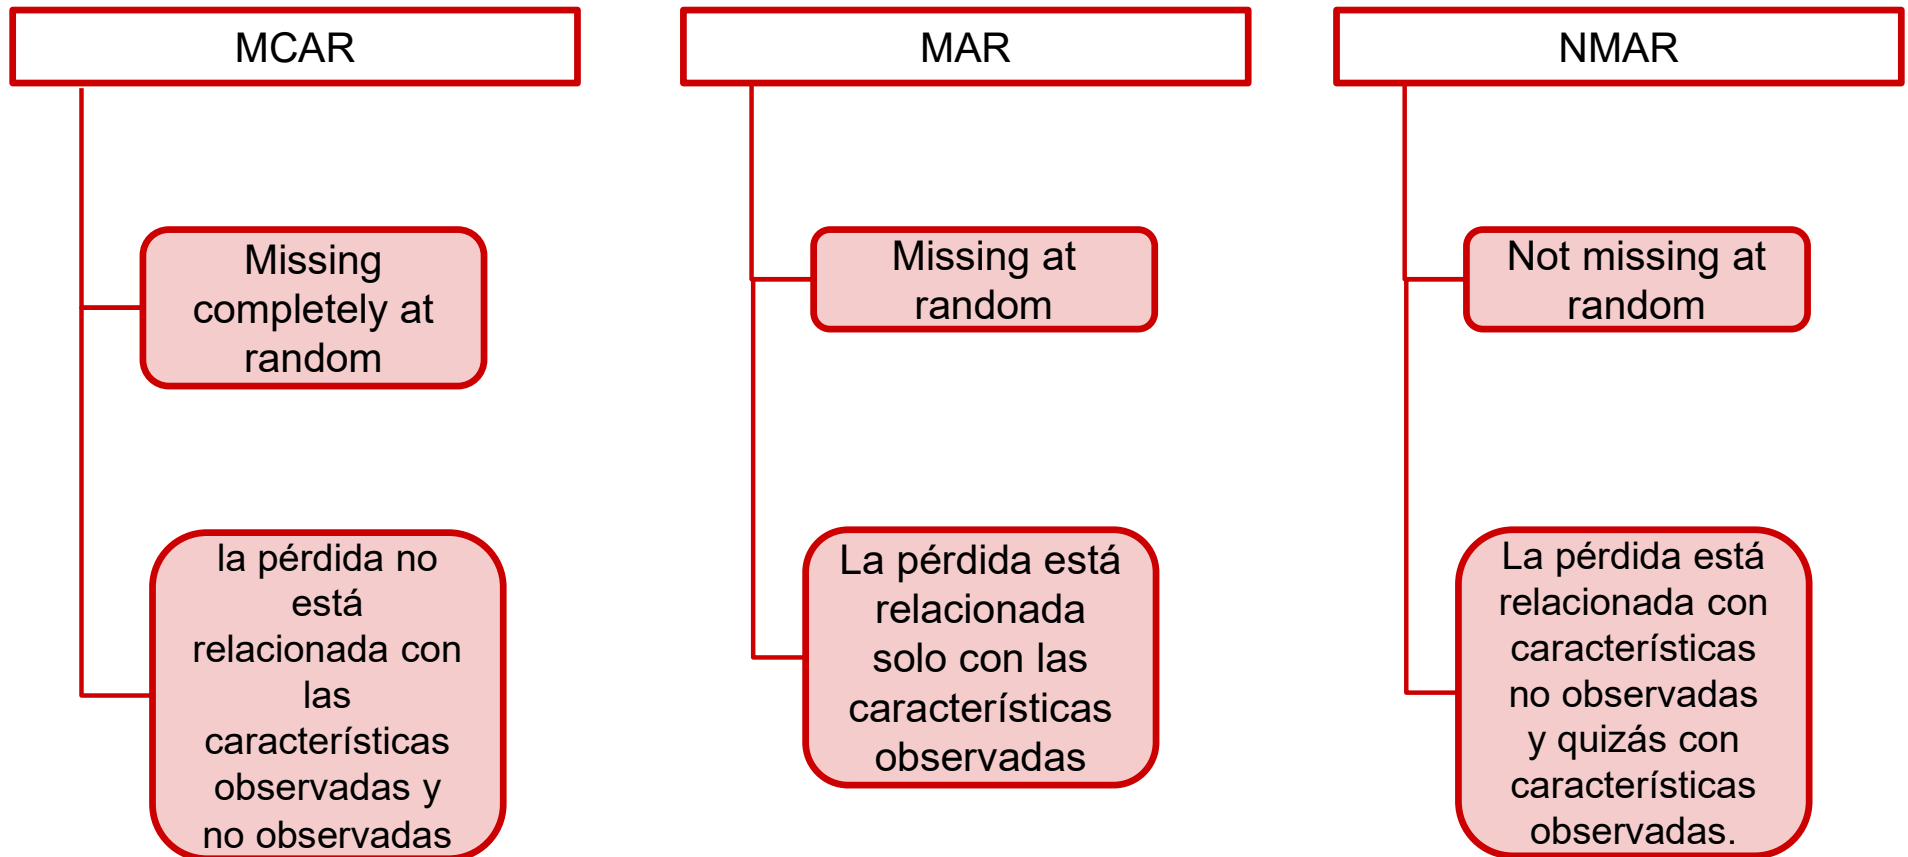 MCAR
Missing
completely at
random
la pérdida no
está
relacionada con
las
características
observadas y
no observadas
MAR
Missing at
random
La pérdida está
relacionada
solo con las
características
observadas
NMAR
Not missing at
random
La pérdida está
relacionada con
características
no observadas
y quizás con
características
observadas.